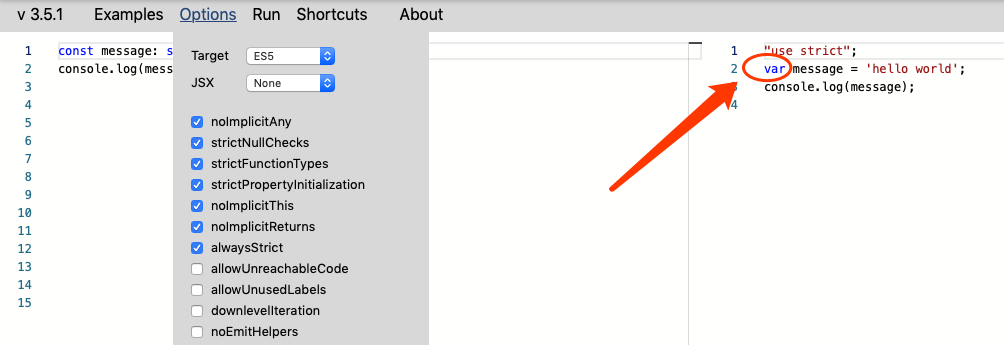 v 3.5.1 Examples Options Run Shortcuts About
1 const message: s
2 console.log(mess
3
4
5
6
7
8
9
10
11
12
13
14
15
Target ES5
JSX None
noImplicitAny
strictNullChecks
strictFunctionTypes
strictPropertyInitialization
noImplicitThis
noImplicitReturns
alwaysStrict
allowUnreachableCode
allowUnusedLabels
downlevelIteration
noEmitHelpers
1 "use strict";
2 var message = 'hello world';
3 console.log(message);
4